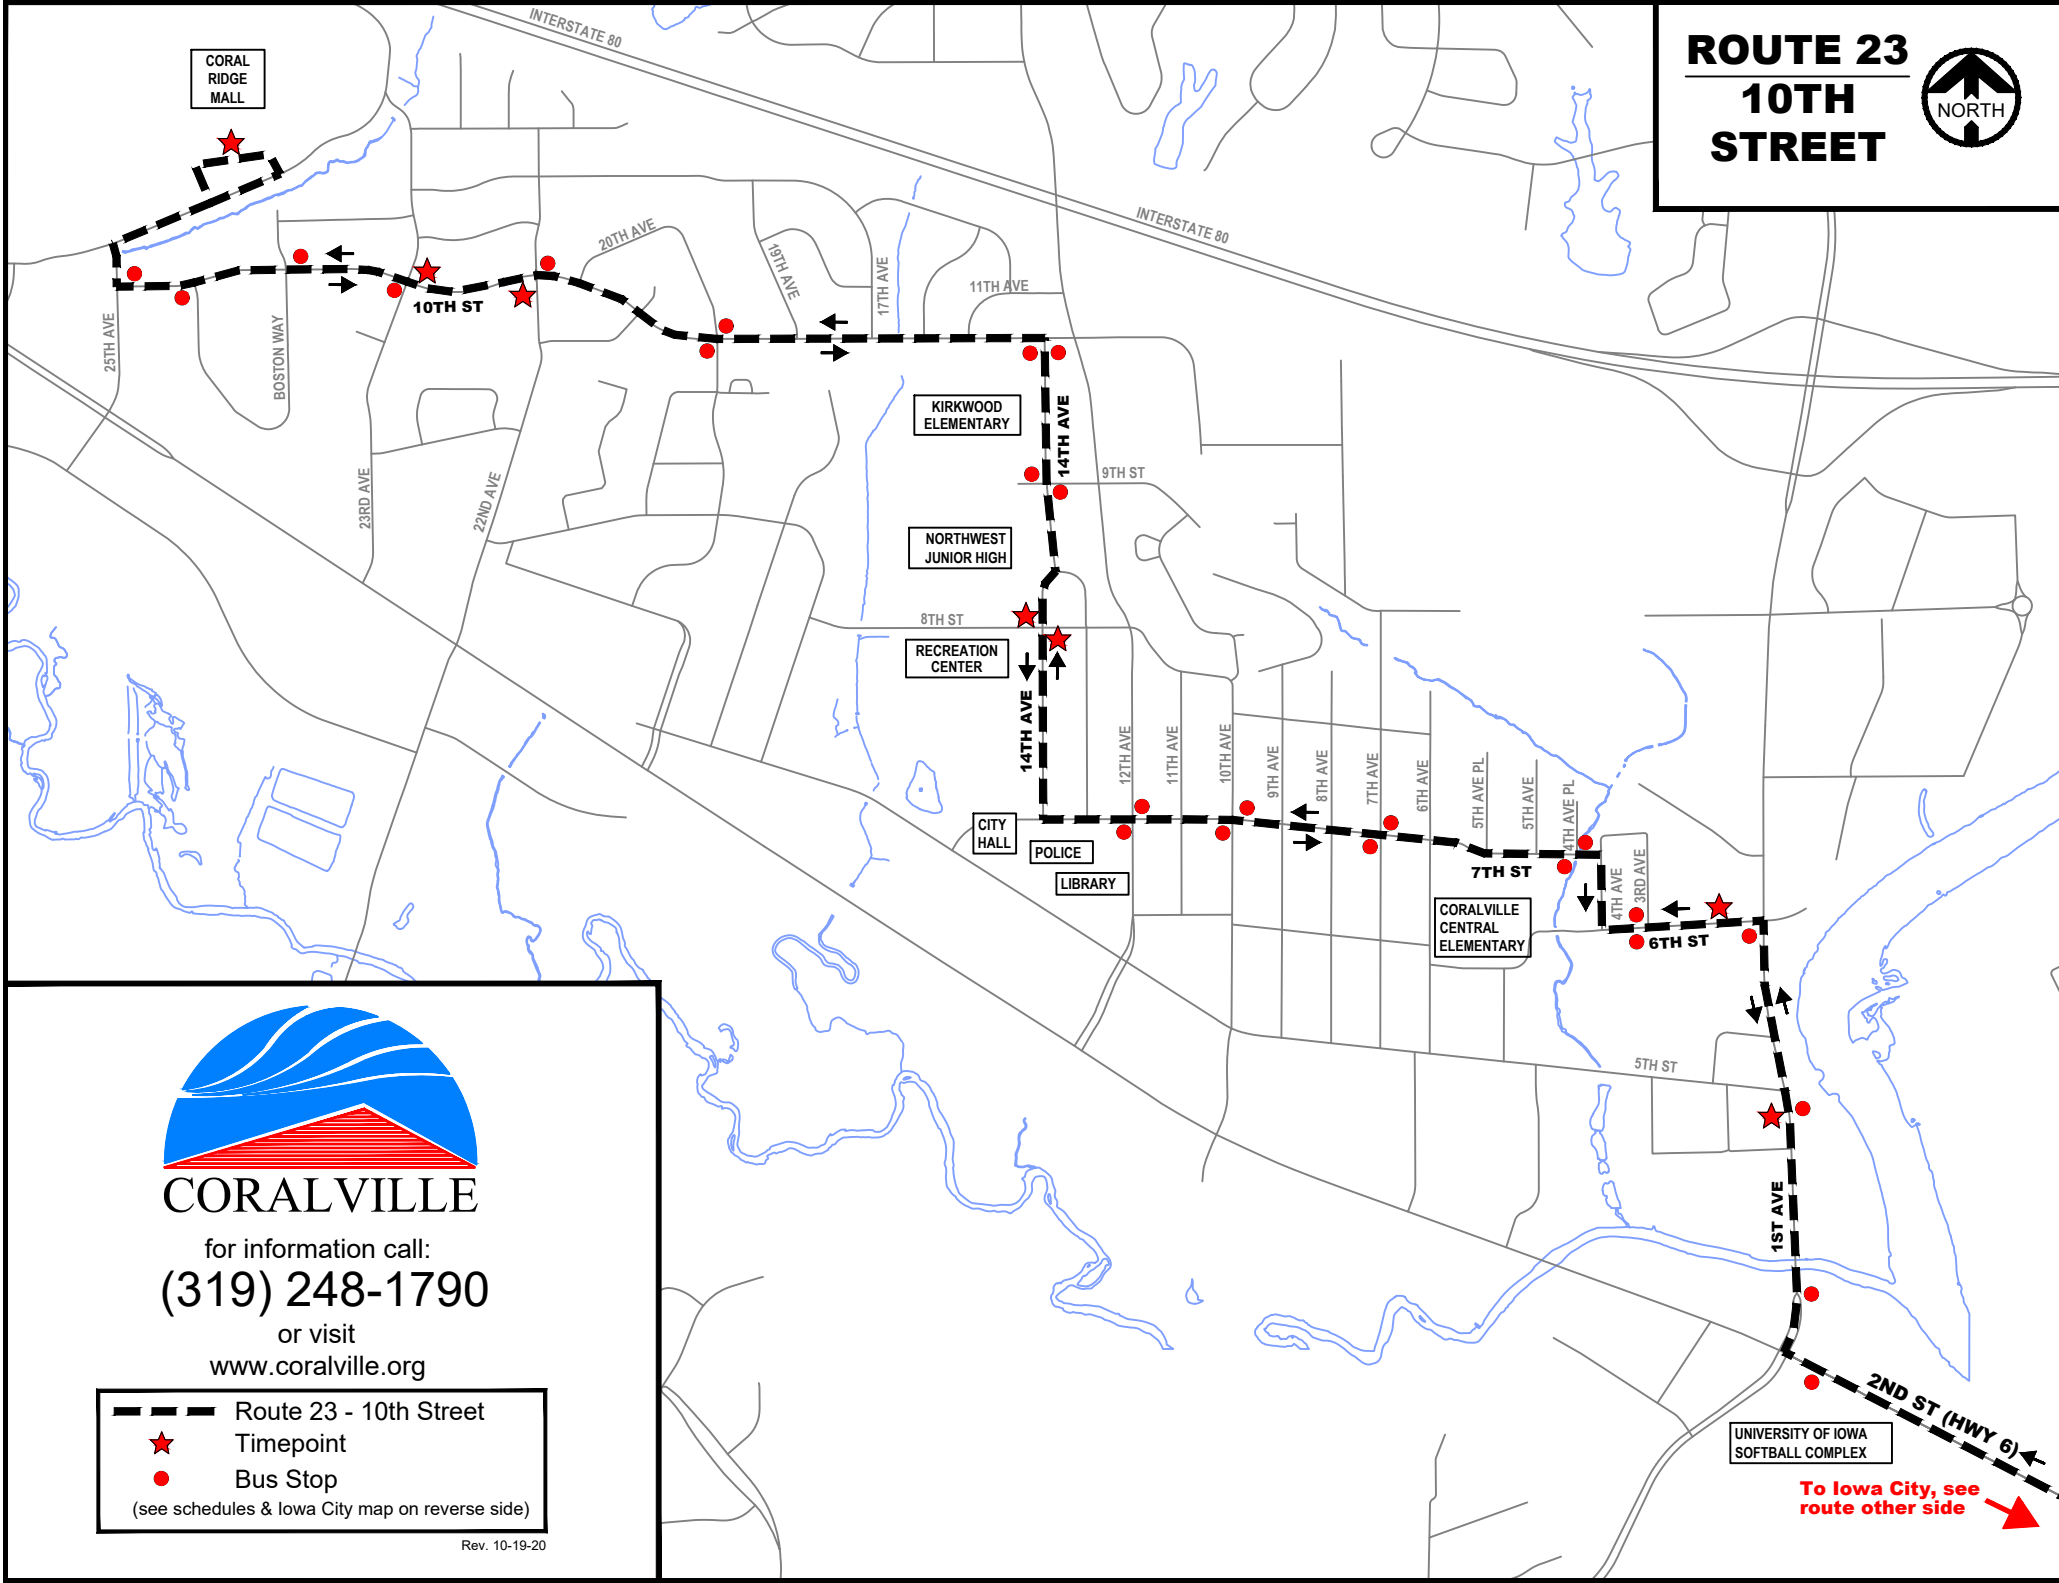 ROUTE 23
10TH
STREET
NORTH
INTERSTATE 80
INTERSTATE 80
CORAL
RIDGE
MALL
20TH AVE
19TH AVE
17TH AVE
11TH AVE
10TH ST
25TH AVE
BOSTON WAY
23RD AVE
22ND AVE
KIRKWOOD
ELEMENTARY
14TH AVE
9TH ST
NORTHWEST
JUNIOR HIGH
8TH ST
RECREATION
CENTER
14TH AVE
12TH AVE
11TH AVE
10TH AVE
9TH AVE
8TH AVE
7TH AVE
6TH AVE
5TH AVE PL
5TH AVE
4TH AVE PL
4TH AVE
3RD AVE
CITY
HALL
POLICE
LIBRARY
7TH ST
CORALVILLE
CENTRAL
ELEMENTARY
6TH ST
5TH ST
1ST AVE
2ND ST (HWY 6)
UNIVERSITY OF IOWA
SOFTBALL COMPLEX
To Iowa City, see
route other side
CORALVILLE
for information call:
(319) 248-1790
or visit
www.coralville.org
Route 23 - 10th Street
Timepoint
Bus Stop
(see schedules & Iowa City map on reverse side)
Rev. 10-19-20